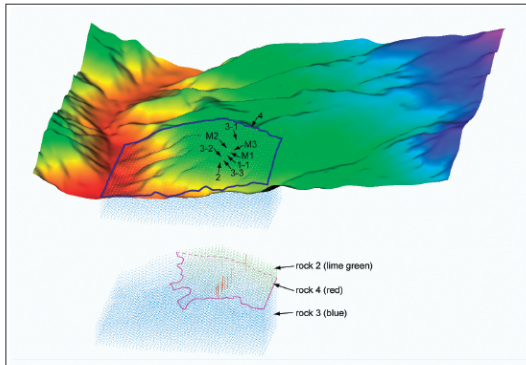 4
3-1
M2
M3
3-2
M1
1-1
3-3
2
rock 2 (lime green)
rock 4 (red)
rock 3 (blue)